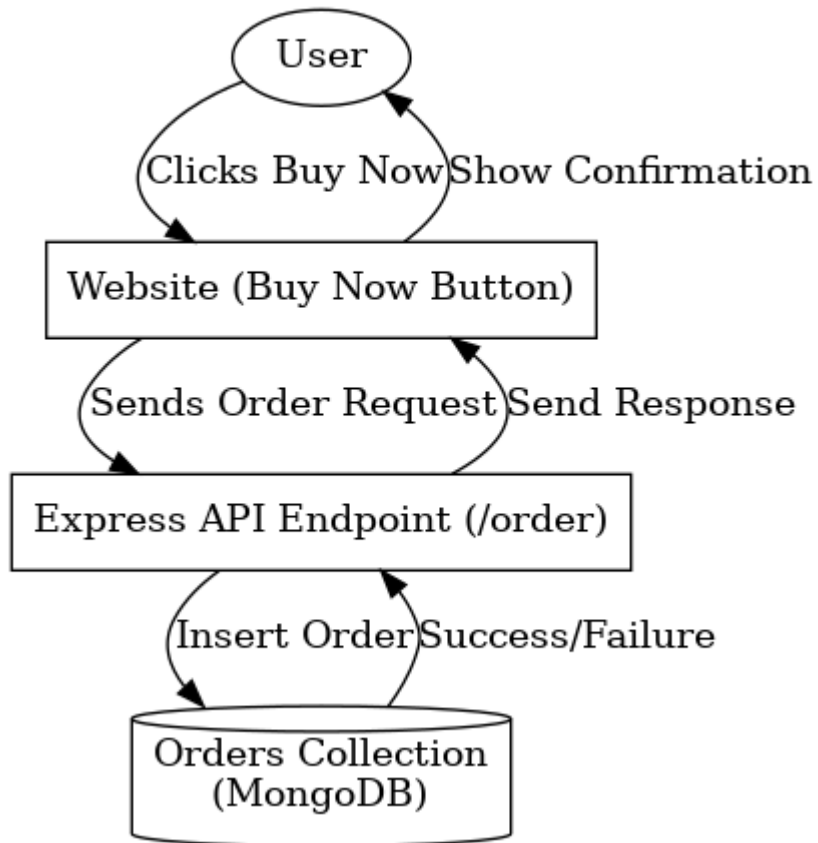 User
Clicks Buy Now
Show Confirmation
Website (Buy Now Button)
Sends Order Request
Send Response
Express API Endpoint (/order)
Insert Order
Success/Failure
Orders Collection
(MongoDB)